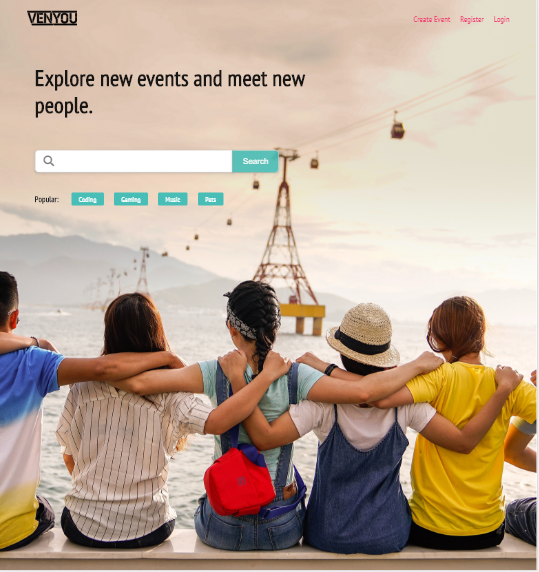 VENYOU
Create Event Register Login
Explore new events and meet new
people.
Search
Popular: Coding Gaming Music Pets